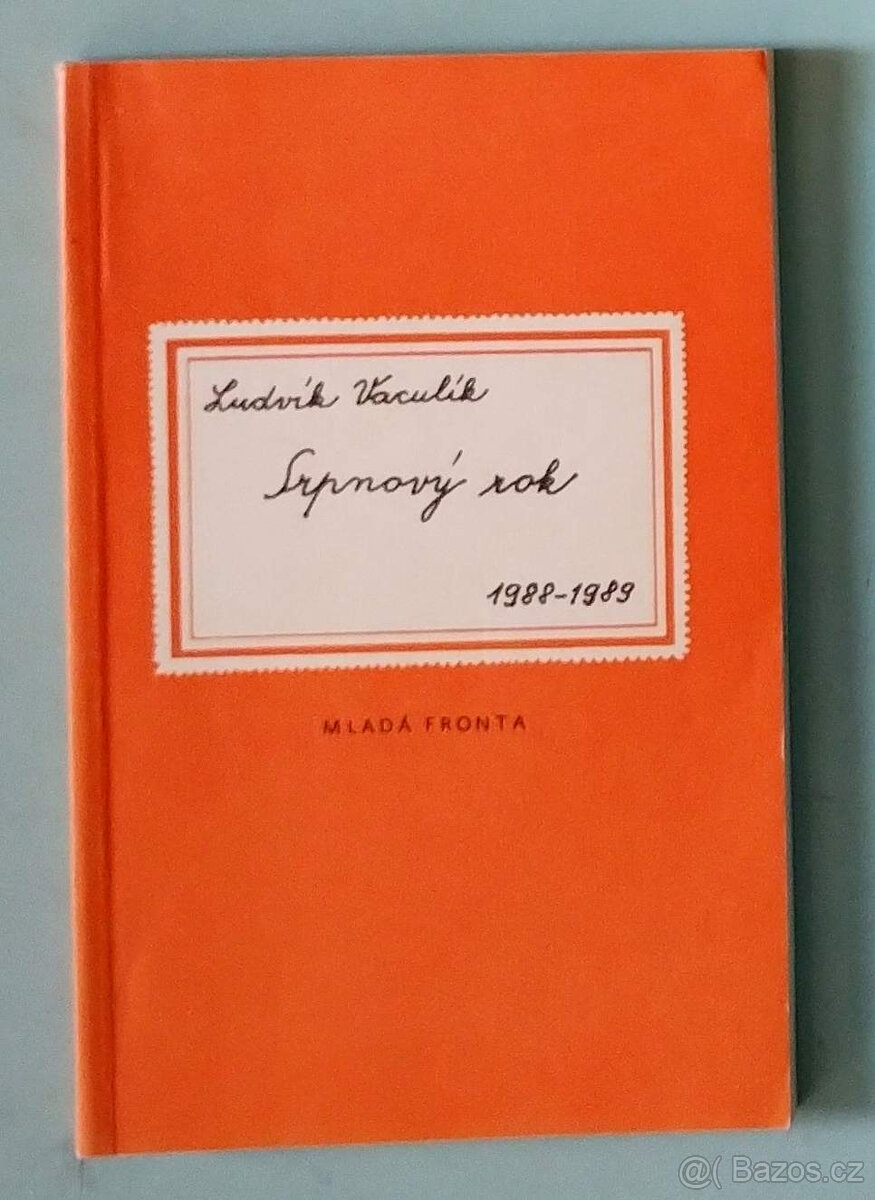 Ludvík Vaculík
Srpnový rok
1988-1989
MLADÁ FRONTA
@( Bazos.cz